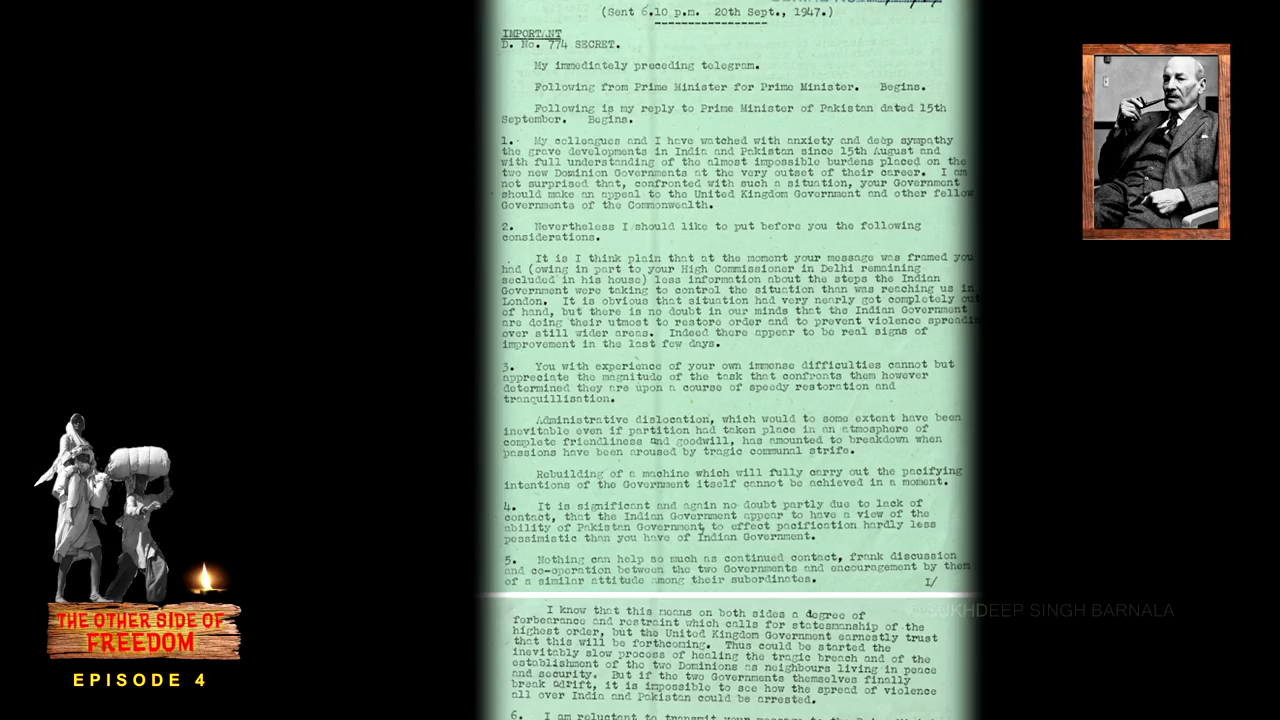 (Sent 6.10 p.m. 20th Sept., 1947.)
IMPORTANT
D. No. 774 SECRET.
My immediately preceding telegram.
Following from Prime Minister for Prime Minister. Begins.
Following is my reply to Prime Minister of Pakistan dated 15th
September. Begins.
1. My colleagues and I have watched with anxiety and deep sympathy
the grave developments in India and Pakistan since 15th August and
with full understanding of the almost impossible burdens placed on the
two new Dominion Governments at the very outset of their career. I am
not surprised that, confronted with such a situation, your Government
should make an appeal to the United Kingdom Government and other fellow
Governments of the Commonwealth.
2. Nevertheless I should like to put before you the following
considerations.
It is I think plain that at the moment your message was framed you
had (owing in part to your High Commissioner in Delhi remaining
secluded in his house) less information about the steps the Indian
Government were taking to control the situation than was reaching us in
London. It is obvious that situation had very nearly got completely out
of hand, but there is no doubt in our minds that the Indian Government
are doing their utmost to restore order and to prevent violence spreading
over still wider areas. Indeed there appear to be real signs of
improvement in the last few days.
3. You with experience of your own immense difficulties cannot but
appreciate the magnitude of the task that confronts them however
determined they are upon a course of speedy restoration and
tranquillisation.
Administrative dislocation, which would to some extent have been
inevitable even if partition had taken place in an atmosphere of
complete friendliness and goodwill, has amounted to breakdown when
passions have been aroused by tragic communal strife.
Rebuilding of a machine which will fully carry out the pacifying
intentions of the Government itself cannot be achieved in a moment.
4. It is significant and again no doubt partly due to lack of
contact, that the Indian Government appear to have a view of the
ability of Pakistan Government, to effect pacification hardly less
pessimistic than you have of Indian Government.
5. Nothing can help so much as continued contact, frank discussion
and co-operation between the two Governments and encouragement by them
of a similar attitude among their subordinates. I/
I know that this means on both sides a degree of
forbearance and restraint which calls for statesmanship of the
highest order, but the United Kingdom Government earnestly trust
that this will be forthcoming. Thus could be started the
inevitably slow process of healing the tragic breach and of the
establishment of the two Dominions as neighbours living in peace
and security. But if the two Governments themselves finally
break adrift, it is impossible to see how the spread of violence
all over India and Pakistan could be arrested.
6. I am reluctant to transmit your message to the
THE OTHER SIDE OF
FREEDOM
EPISODE 4
© SUKHDEEP SINGH BARNALA